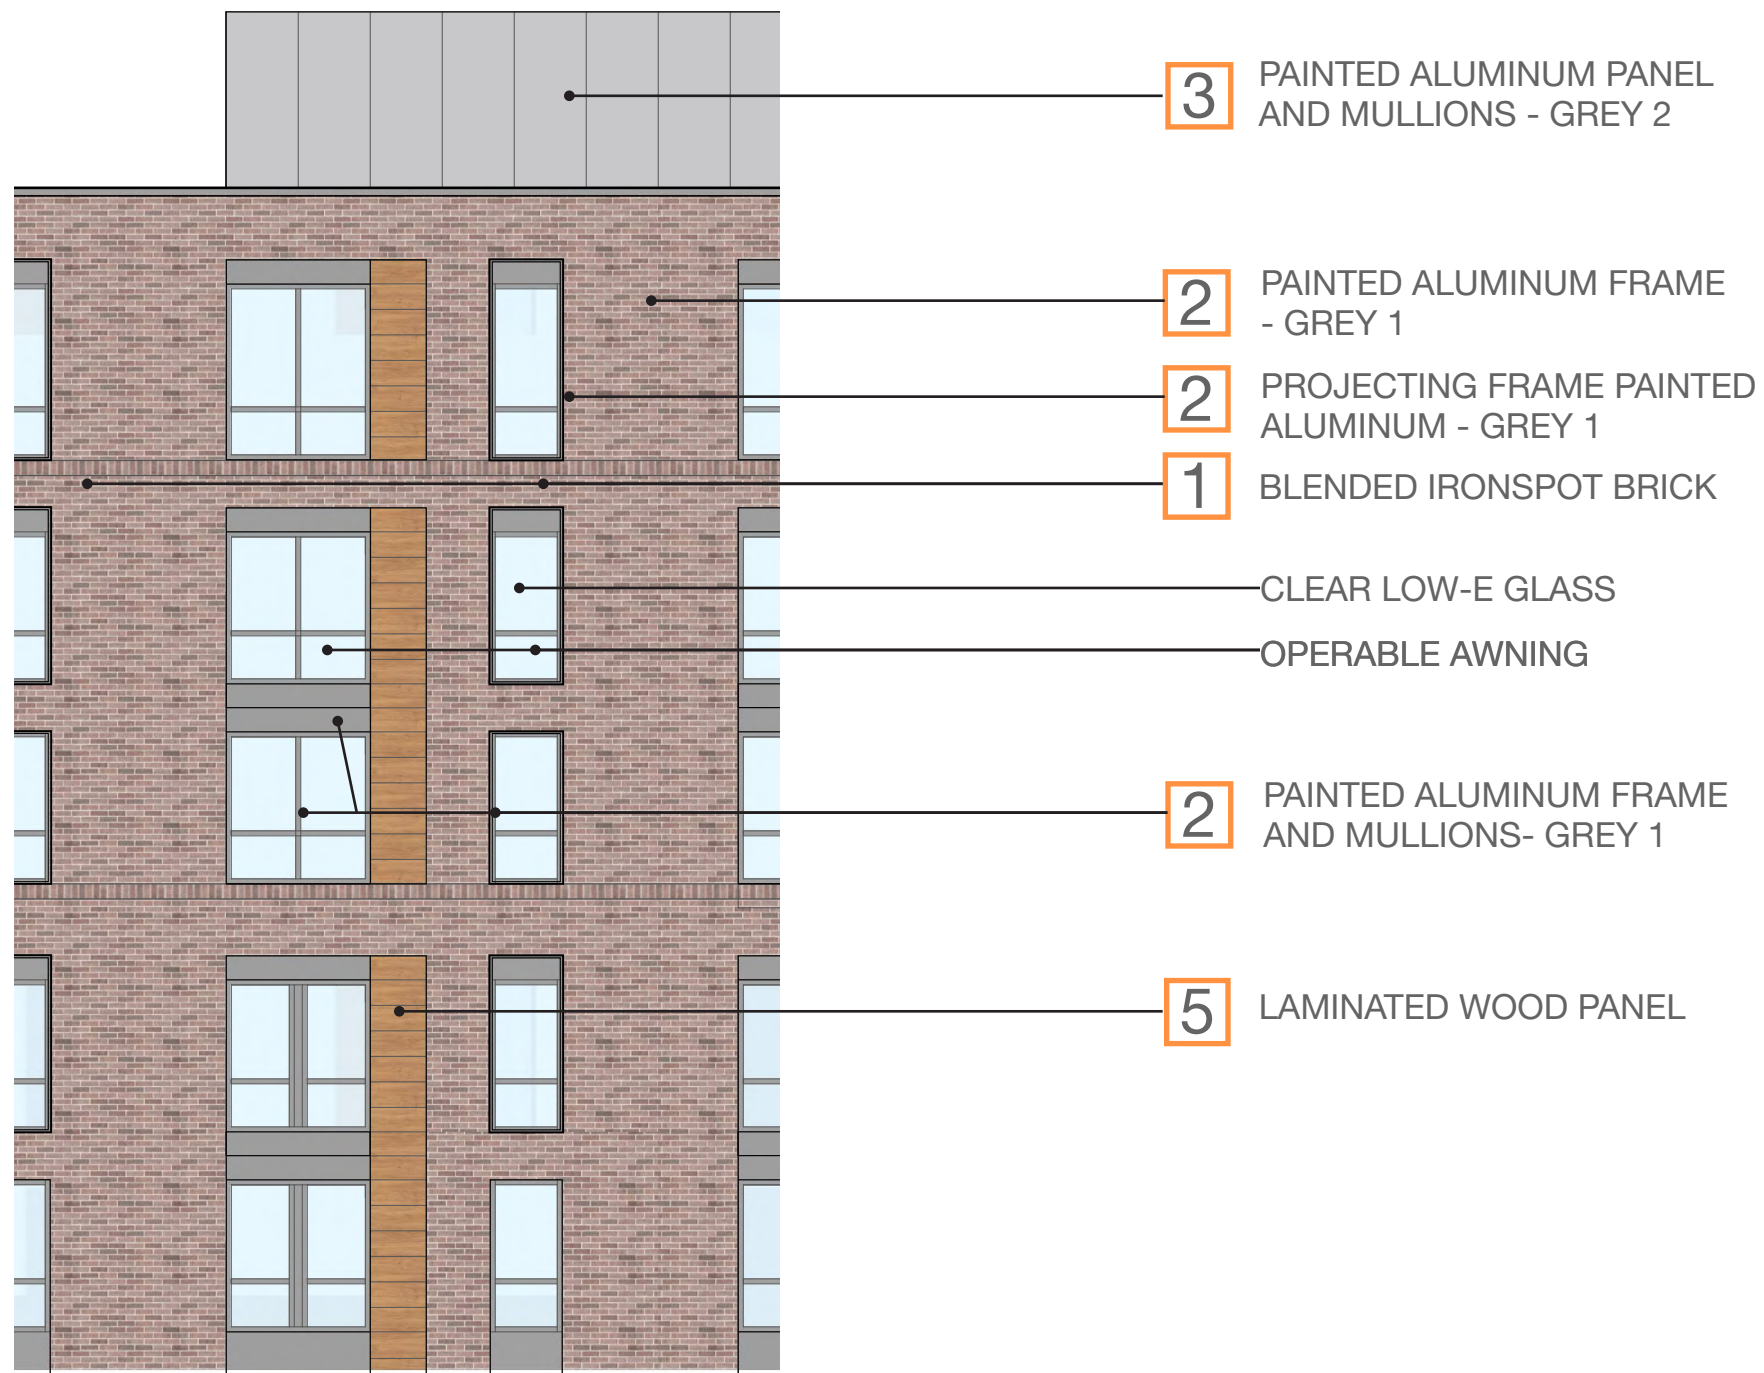 3 PAINTED ALUMINUM PANEL
AND MULLIONS - GREY 2
2 PAINTED ALUMINUM FRAME
- GREY 1
2 PROJECTING FRAME PAINTED
ALUMINUM - GREY 1
1 BLENDED IRONSPOT BRICK
CLEAR LOW-E GLASS
OPERABLE AWNING
2 PAINTED ALUMINUM FRAME
AND MULLIONS- GREY 1
5 LAMINATED WOOD PANEL